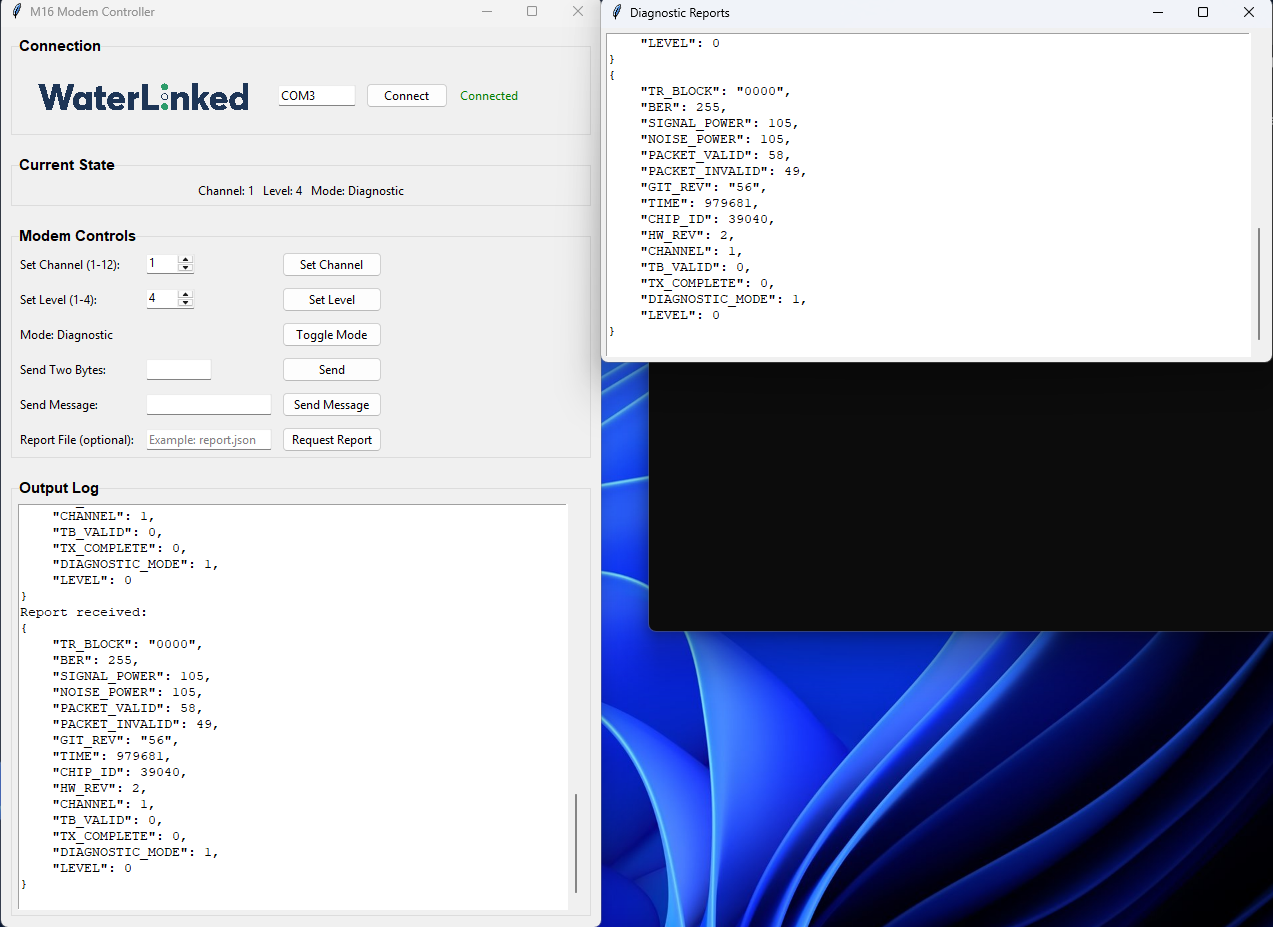 M16 Modem Controller
Connection
WaterLinked
COM3
Connect
Connected
Current State
Channel: 1 Level: 4 Mode: Diagnostic
Modem Controls
Set Channel (1-12):
1
Set Channel
Set Level (1-4):
4
Set Level
Mode: Diagnostic
Toggle Mode
Send Two Bytes:
Send
Send Message:
Send Message
Report File (optional):
Example: report.json
Request Report
Output Log
"CHANNEL": 1,
"TB_VALID": 0,
"TX_COMPLETE": 0,
"DIAGNOSTIC_MODE": 1,
"LEVEL": 0
}
Report received:
{
"TR_BLOCK": "0000",
"BER": 255,
"SIGNAL_POWER": 105,
"NOISE_POWER": 105,
"PACKET_VALID": 58,
"PACKET_INVALID": 49,
"GIT_REV": "56",
"TIME": 979681,
"CHIP_ID": 39040,
"HW_REV": 2,
"CHANNEL": 1,
"TB_VALID": 0,
"TX_COMPLETE": 0,
"DIAGNOSTIC_MODE": 1,
"LEVEL": 0
}
Diagnostic Reports
"LEVEL": 0
}
{
"TR_BLOCK": "0000",
"BER": 255,
"SIGNAL_POWER": 105,
"NOISE_POWER": 105,
"PACKET_VALID": 58,
"PACKET_INVALID": 49,
"GIT_REV": "56",
"TIME": 979681,
"CHIP_ID": 39040,
"HW_REV": 2,
"CHANNEL": 1,
"TB_VALID": 0,
"TX_COMPLETE": 0,
"DIAGNOSTIC_MODE": 1,
"LEVEL": 0
}